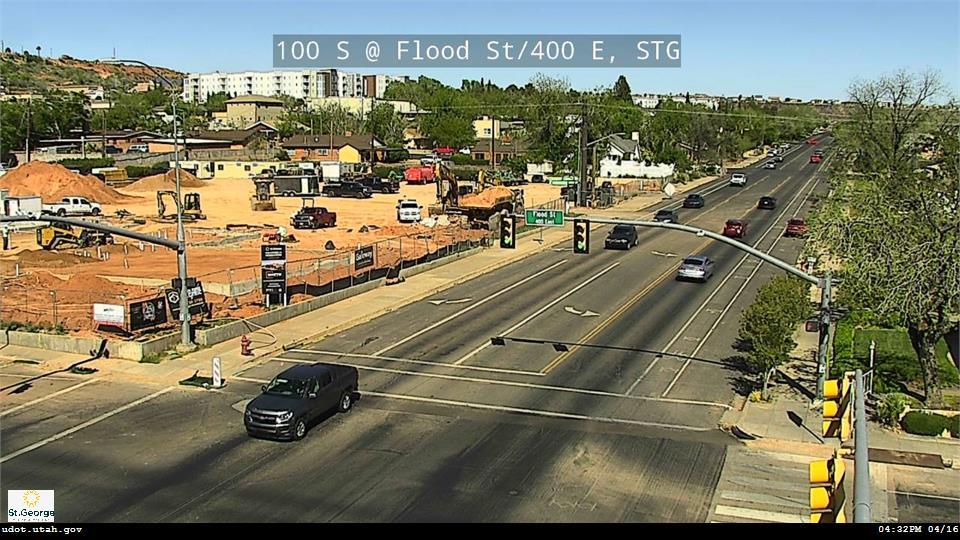 100 S @ Flood St/400 E, STG
Flood St
400 East
St.George
udot.utah.gov
04:32PM 04/16